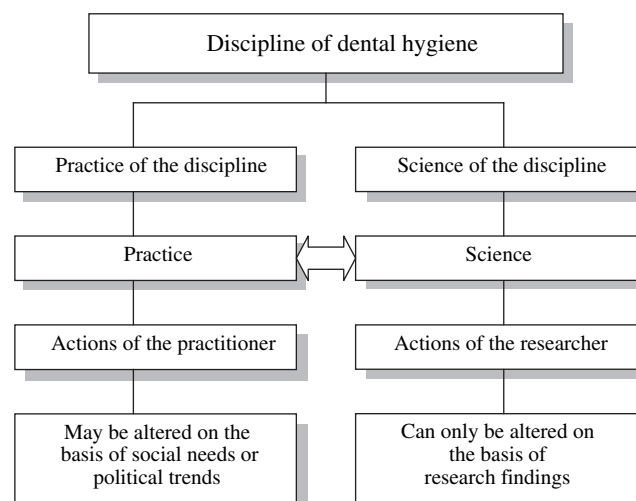 Discipline of dental hygiene
Practice of the discipline
Science of the discipline
Practice
Science
Actions of the practitioner
Actions of the researcher
May be altered on the
basis of social needs or
political trends
Can only be altered on
the basis of
research findings